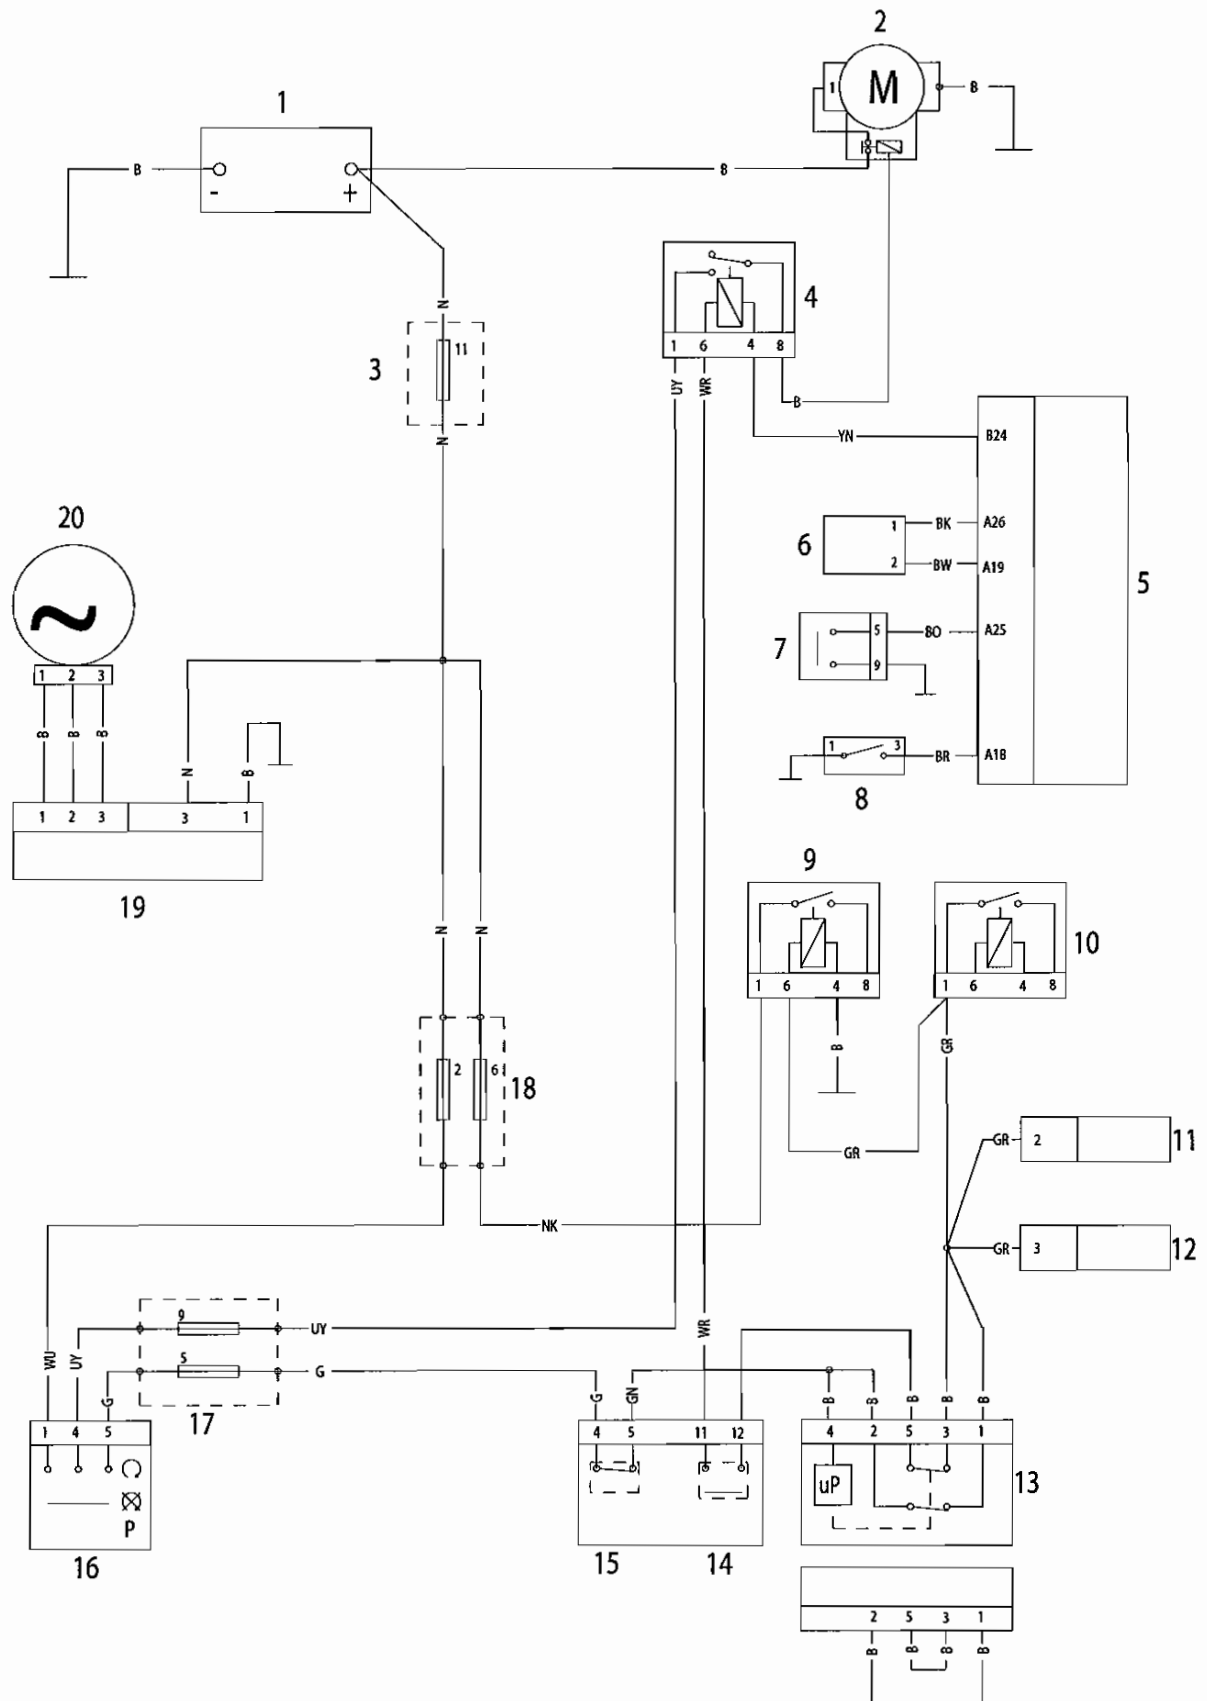 2
1
M
1
B
B
B
-
+
4
N
11
3
1 6 4 8
UY
WR
B
N
YN
B24
20
6
1
BK
A26
2
BW
A19
5
7
5
BO
A25
9
1 2 3
B B B
N
B
1
3
BR
A18
8
1 2 3 3 1
19
9
10
N N
1 6 4 8
1 6 4 8
B
GR
2
6
18
GR
2
11
GR
GR
3
12
NK
9
UY
WR
WU
UY
5
G
G
17
G
GN
B B B B B
1 4 5
4 5 11 12
4 2 5 3 1
uP
13
P
16
15
14
2 5 3 1
B B B B